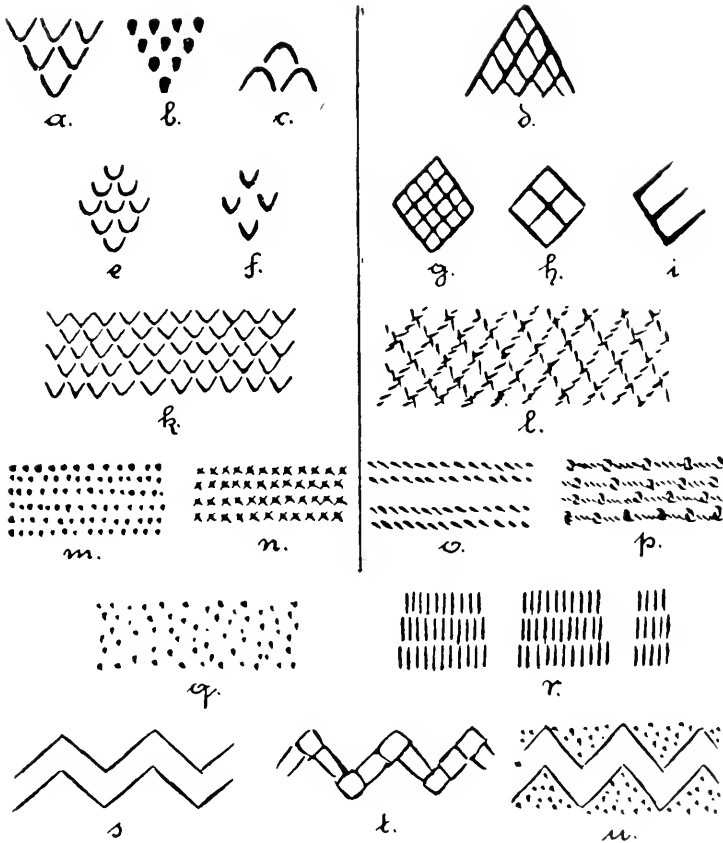 a. b. c. d.
e f. g. h. i
k. l.
m. n. o. p.
q. r.
s t. u.